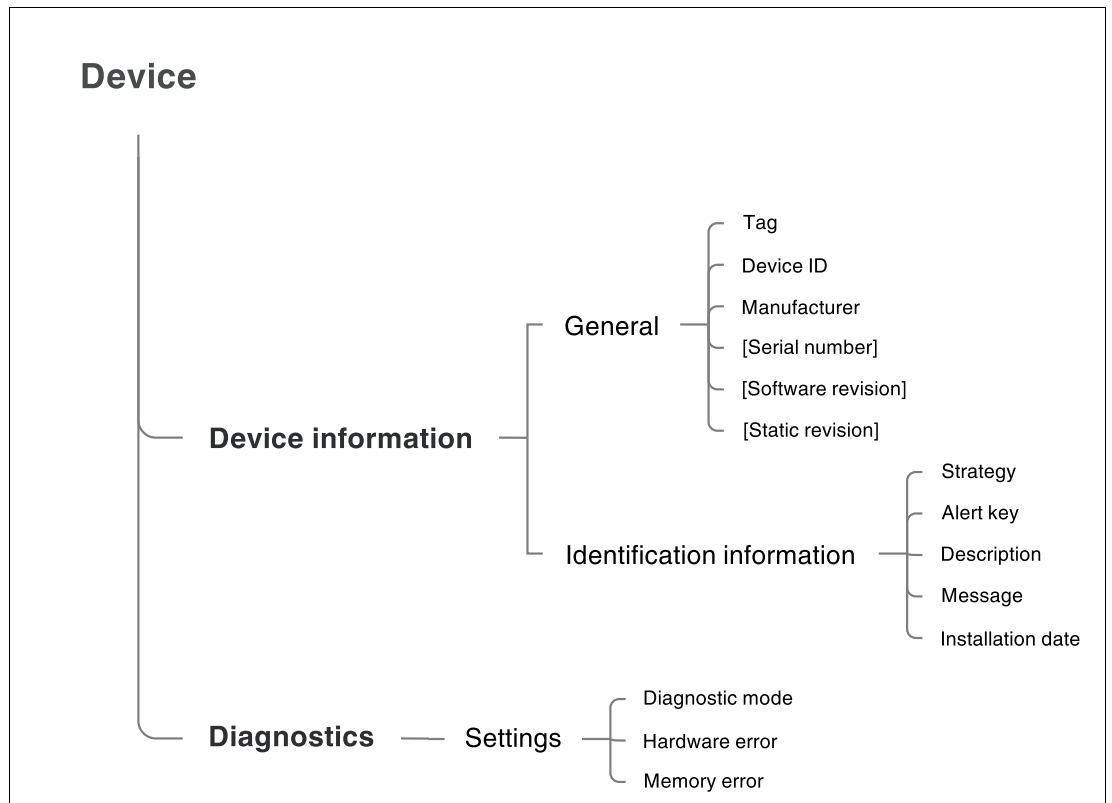 Device
Device information
General
Tag
Device ID
Manufacturer
[Serial number]
[Software revision]
[Static revision]
Identification information
Strategy
Alert key
Description
Message
Installation date
Diagnostics
Settings
Diagnostic mode
Hardware error
Memory error